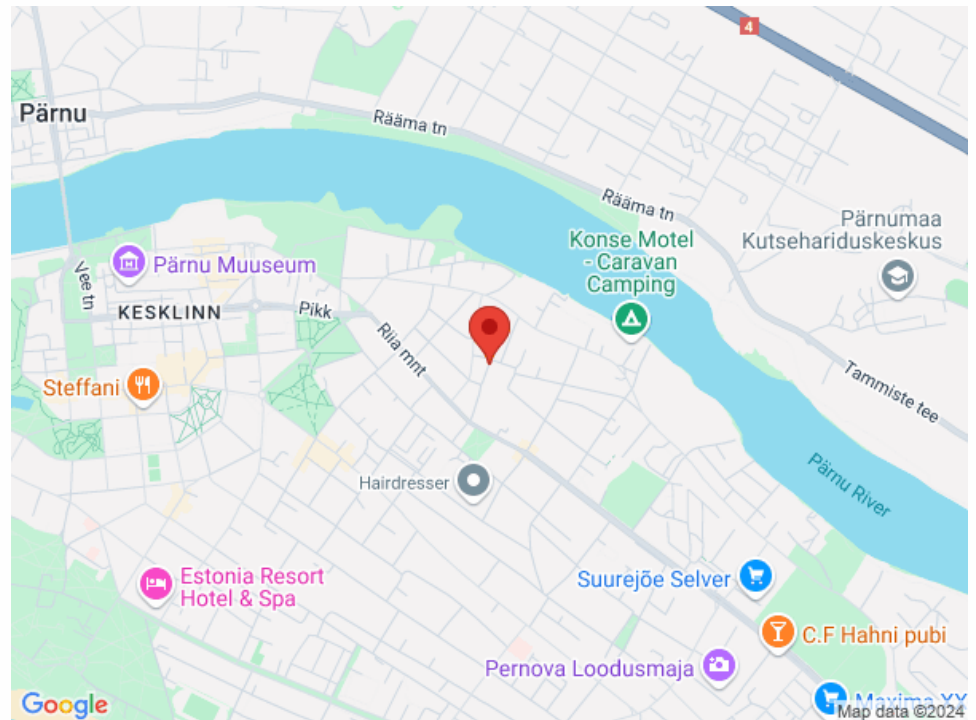 4
Pärnu
Rääma tn
Rääma tn
Pärnumaa
Kutsehariduskeskus
Konse Motel
- Caravan
Camping
Pärnu Muuseum
Vee tn
KESKLINN
Pikk
Riia mnt
Steffani
Tammiste tee
Hairdresser
Pärnu River
Estonia Resort
Hotel & Spa
Suurejõe Selver
C.F Hahni pubi
Pernova Loodusmaja
Maxima XX
Google
Map data ©2024